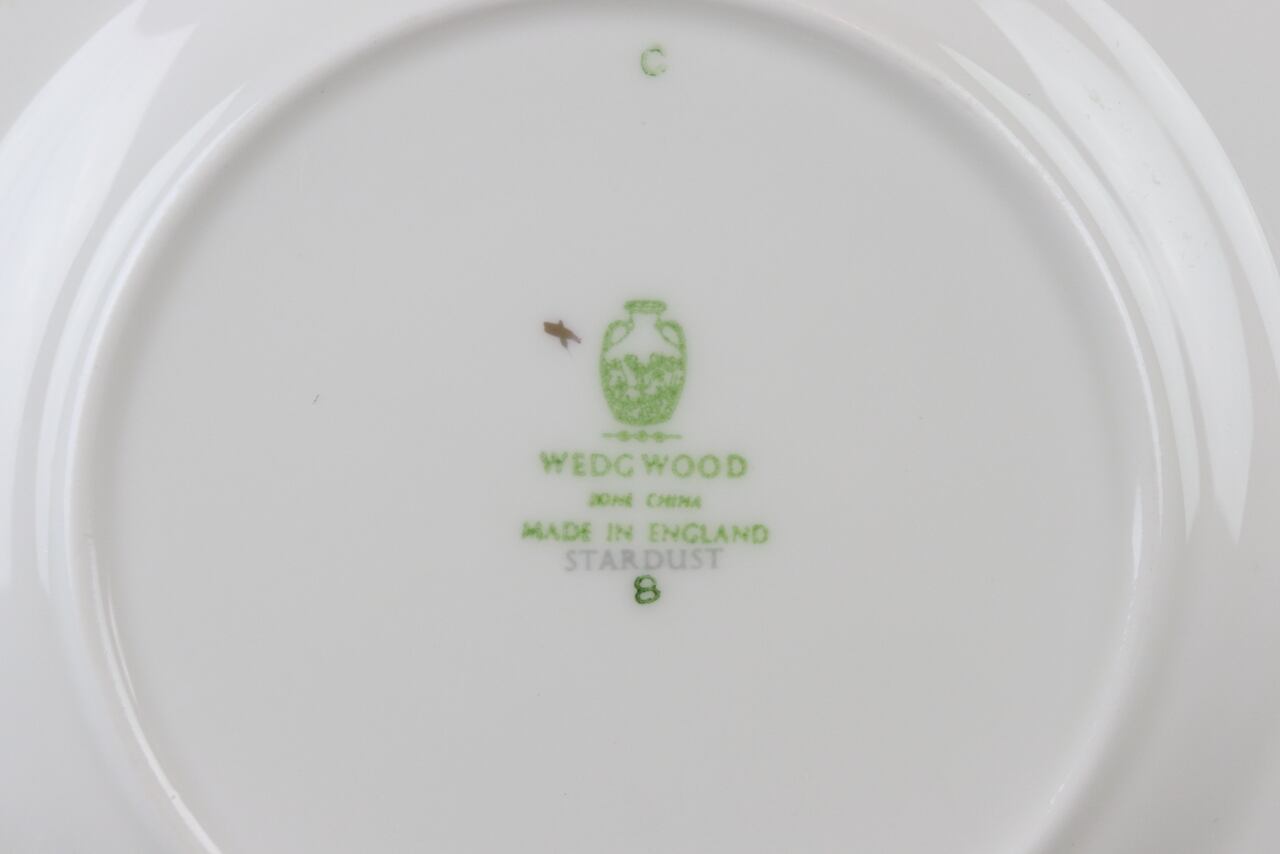 C
WEDGWOOD
BONE CHINA
MADE IN ENGLAND
STARDUST
8